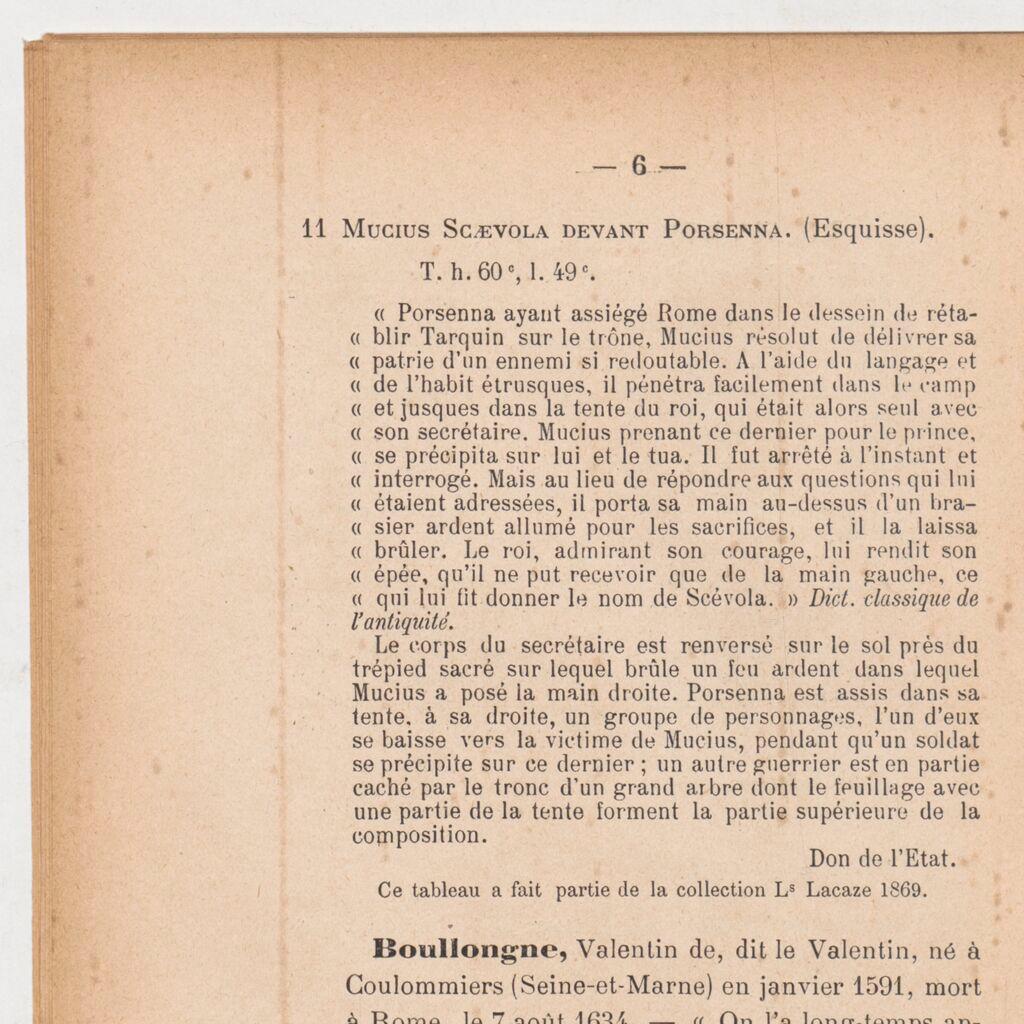 — 6 —
11 Mucius Scævola devant Porsenna. (Esquisse).
T. h. 60 c, l. 49 c.
« Porsenna ayant assiégé Rome dans le dessein de réta-
« blir Tarquin sur le trône, Mucius résolut de délivrer sa
« patrie d'un ennemi si redoutable. A l'aide du langage et
« de l'habit étrusques, il pénétra facilement dans le camp
« et jusques dans la tente du roi, qui était alors seul avec
« son secrétaire. Mucius prenant ce dernier pour le prince,
« se précipita sur lui et le tua. Il fut arrêté à l'instant et
« interrogé. Mais au lieu de répondre aux questions qui lui
« étaient adressées, il porta sa main au-dessus d'un bra-
« sier ardent allumé pour les sacrifices, et il la laissa
« brûler. Le roi, admirant son courage, lui rendit son
« épée, qu'il ne put recevoir que de la main gauche, ce
« qui lui fit donner le nom de Scévola. » Dict. classique de
l'antiquité.
Le corps du secrétaire est renversé sur le sol près du
trépied sacré sur lequel brûle un feu ardent dans lequel
Mucius a posé la main droite. Porsenna est assis dans sa
tente, à sa droite, un groupe de personnages, l'un d'eux
se baisse vers la victime de Mucius, pendant qu'un soldat
se précipite sur ce dernier ; un autre guerrier est en partie
caché par le tronc d'un grand arbre dont le feuillage avec
une partie de la tente forment la partie supérieure de la
composition.
Don de l'Etat.
Ce tableau a fait partie de la collection Ls Lacaze 1869.
Boullongne, Valentin de, dit le Valentin, né à
Coulommiers (Seine-et-Marne) en janvier 1591, mort
à Rome, le 7 août 1634. — « On l'a long-temps ap-